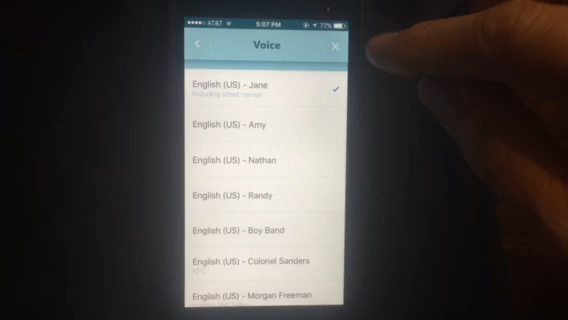 AT&T 5:07 PM 77%
Voice
English (US) - Jane
Including street names
English (US) - Amy
English (US) - Nathan
English (US) - Randy
English (US) - Boy Band
English (US) - Colonel Sanders
KFC
English (US) - Morgan Freeman